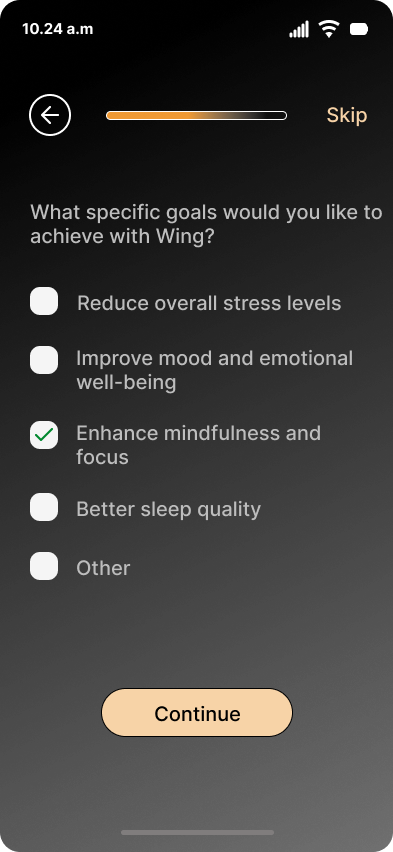 10.24 a.m
Skip
What specific goals would you like to
achieve with Wing?
Reduce overall stress levels
Improve mood and emotional
well-being
Enhance mindfulness and
focus
Better sleep quality
Other
Continue